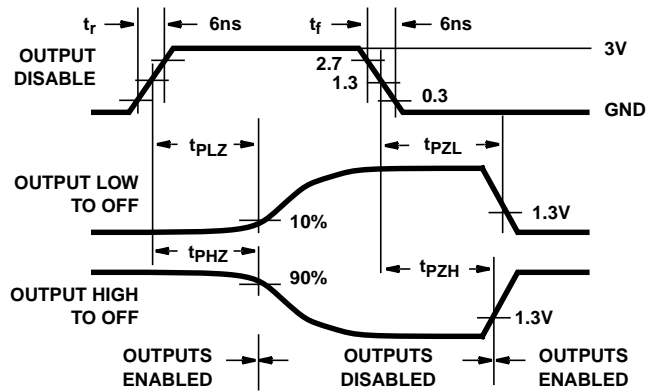 tr 6ns tf 6ns
OUTPUT
DISABLE
3V
2.7
1.3
0.3
GND
tPLZ tPZL
OUTPUT LOW
TO OFF
10%
1.3V
tPHZ tPZH
90%
OUTPUT HIGH
TO OFF
1.3V
OUTPUTS
ENABLED
OUTPUTS
DISABLED
OUTPUTS
ENABLED